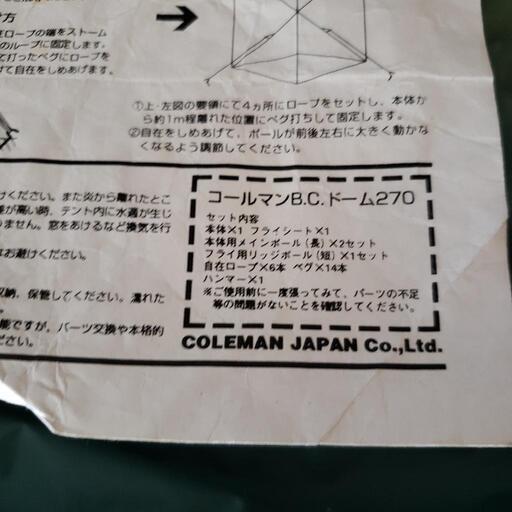 け方
ロープの端をストーム
のループに固定します。
て打ったペグにロープを
けて自在をしめあげます。
①上・左図の要領にて4ヵ所にロープをセットし、本体か
ら約1m程離れた位置にペグ打ちして固定します。
②自在をしめあげて、ポールが前後左右に大きく動かな
くなるよう調節してください。
けください。また炎から離れたとこ
が高い時、テント内に水滴が生じ
りません。窓をあけるなど換気を行
はお避けください。
収納、保管してください。濡れた
能ですが、パーツ交換や本格的
ださい。
コールマンB.C.ドーム270
セット内容
本体×1 フライシート×1
本体用メインポール(長)×2セット
フライ用リッジポール(短)×1セット
自在ロープ×6本 ペグ×14本
ハンマー×1
※ご使用前に一度張ってみて、パーツの不足
等の問題がないことを確認してください。
COLEMAN JAPAN Co.,Ltd.